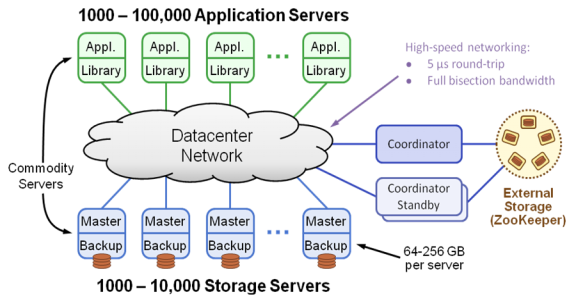 1000 – 100,000 Application Servers
Appl.
Library
Appl.
Library
Appl.
Library
...
Appl.
Library
High-speed networking:
● 5 μs round-trip
● Full bisection bandwidth
Datacenter
Network
Commodity
Servers
Coordinator
Coordinator
Standby
External
Storage
(ZooKeeper)
Master
Backup
Master
Backup
Master
Backup
...
Master
Backup
64-256 GB
per server
1000 – 10,000 Storage Servers